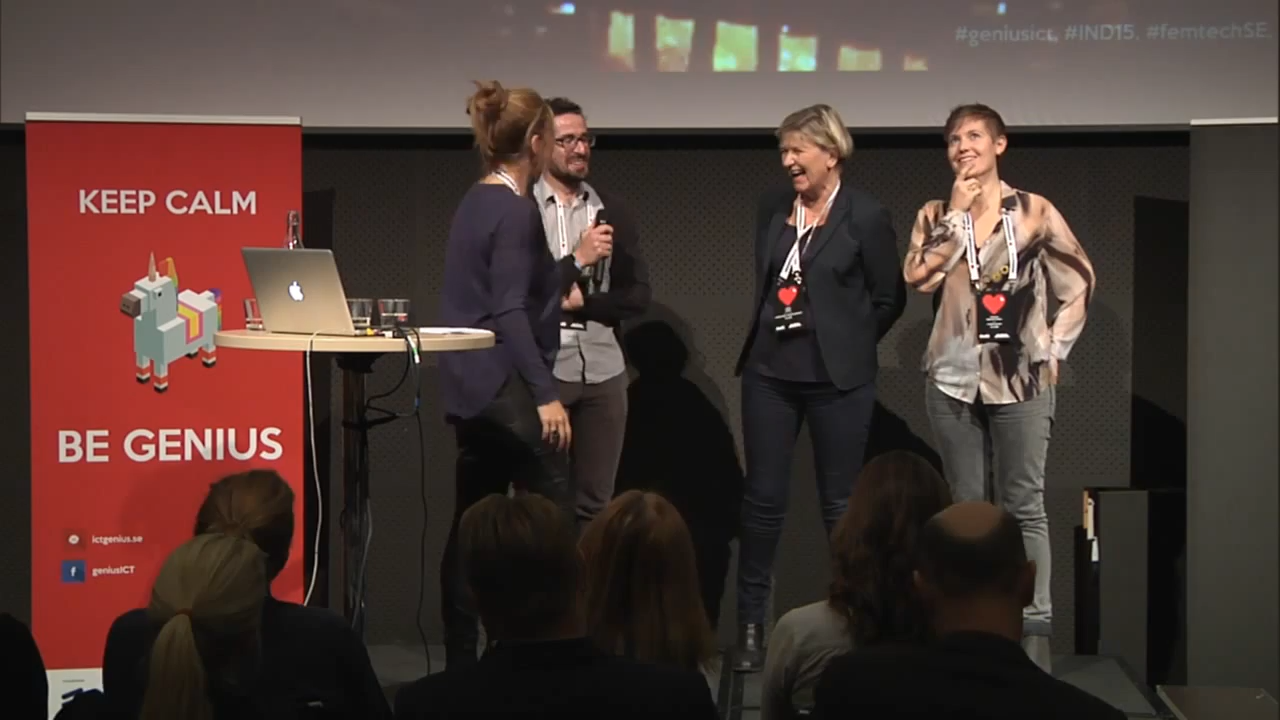 #geniusict, #IND15, #femtechSE,
KEEP CALM
BE GENIUS
ictgenius.se
geniusICT